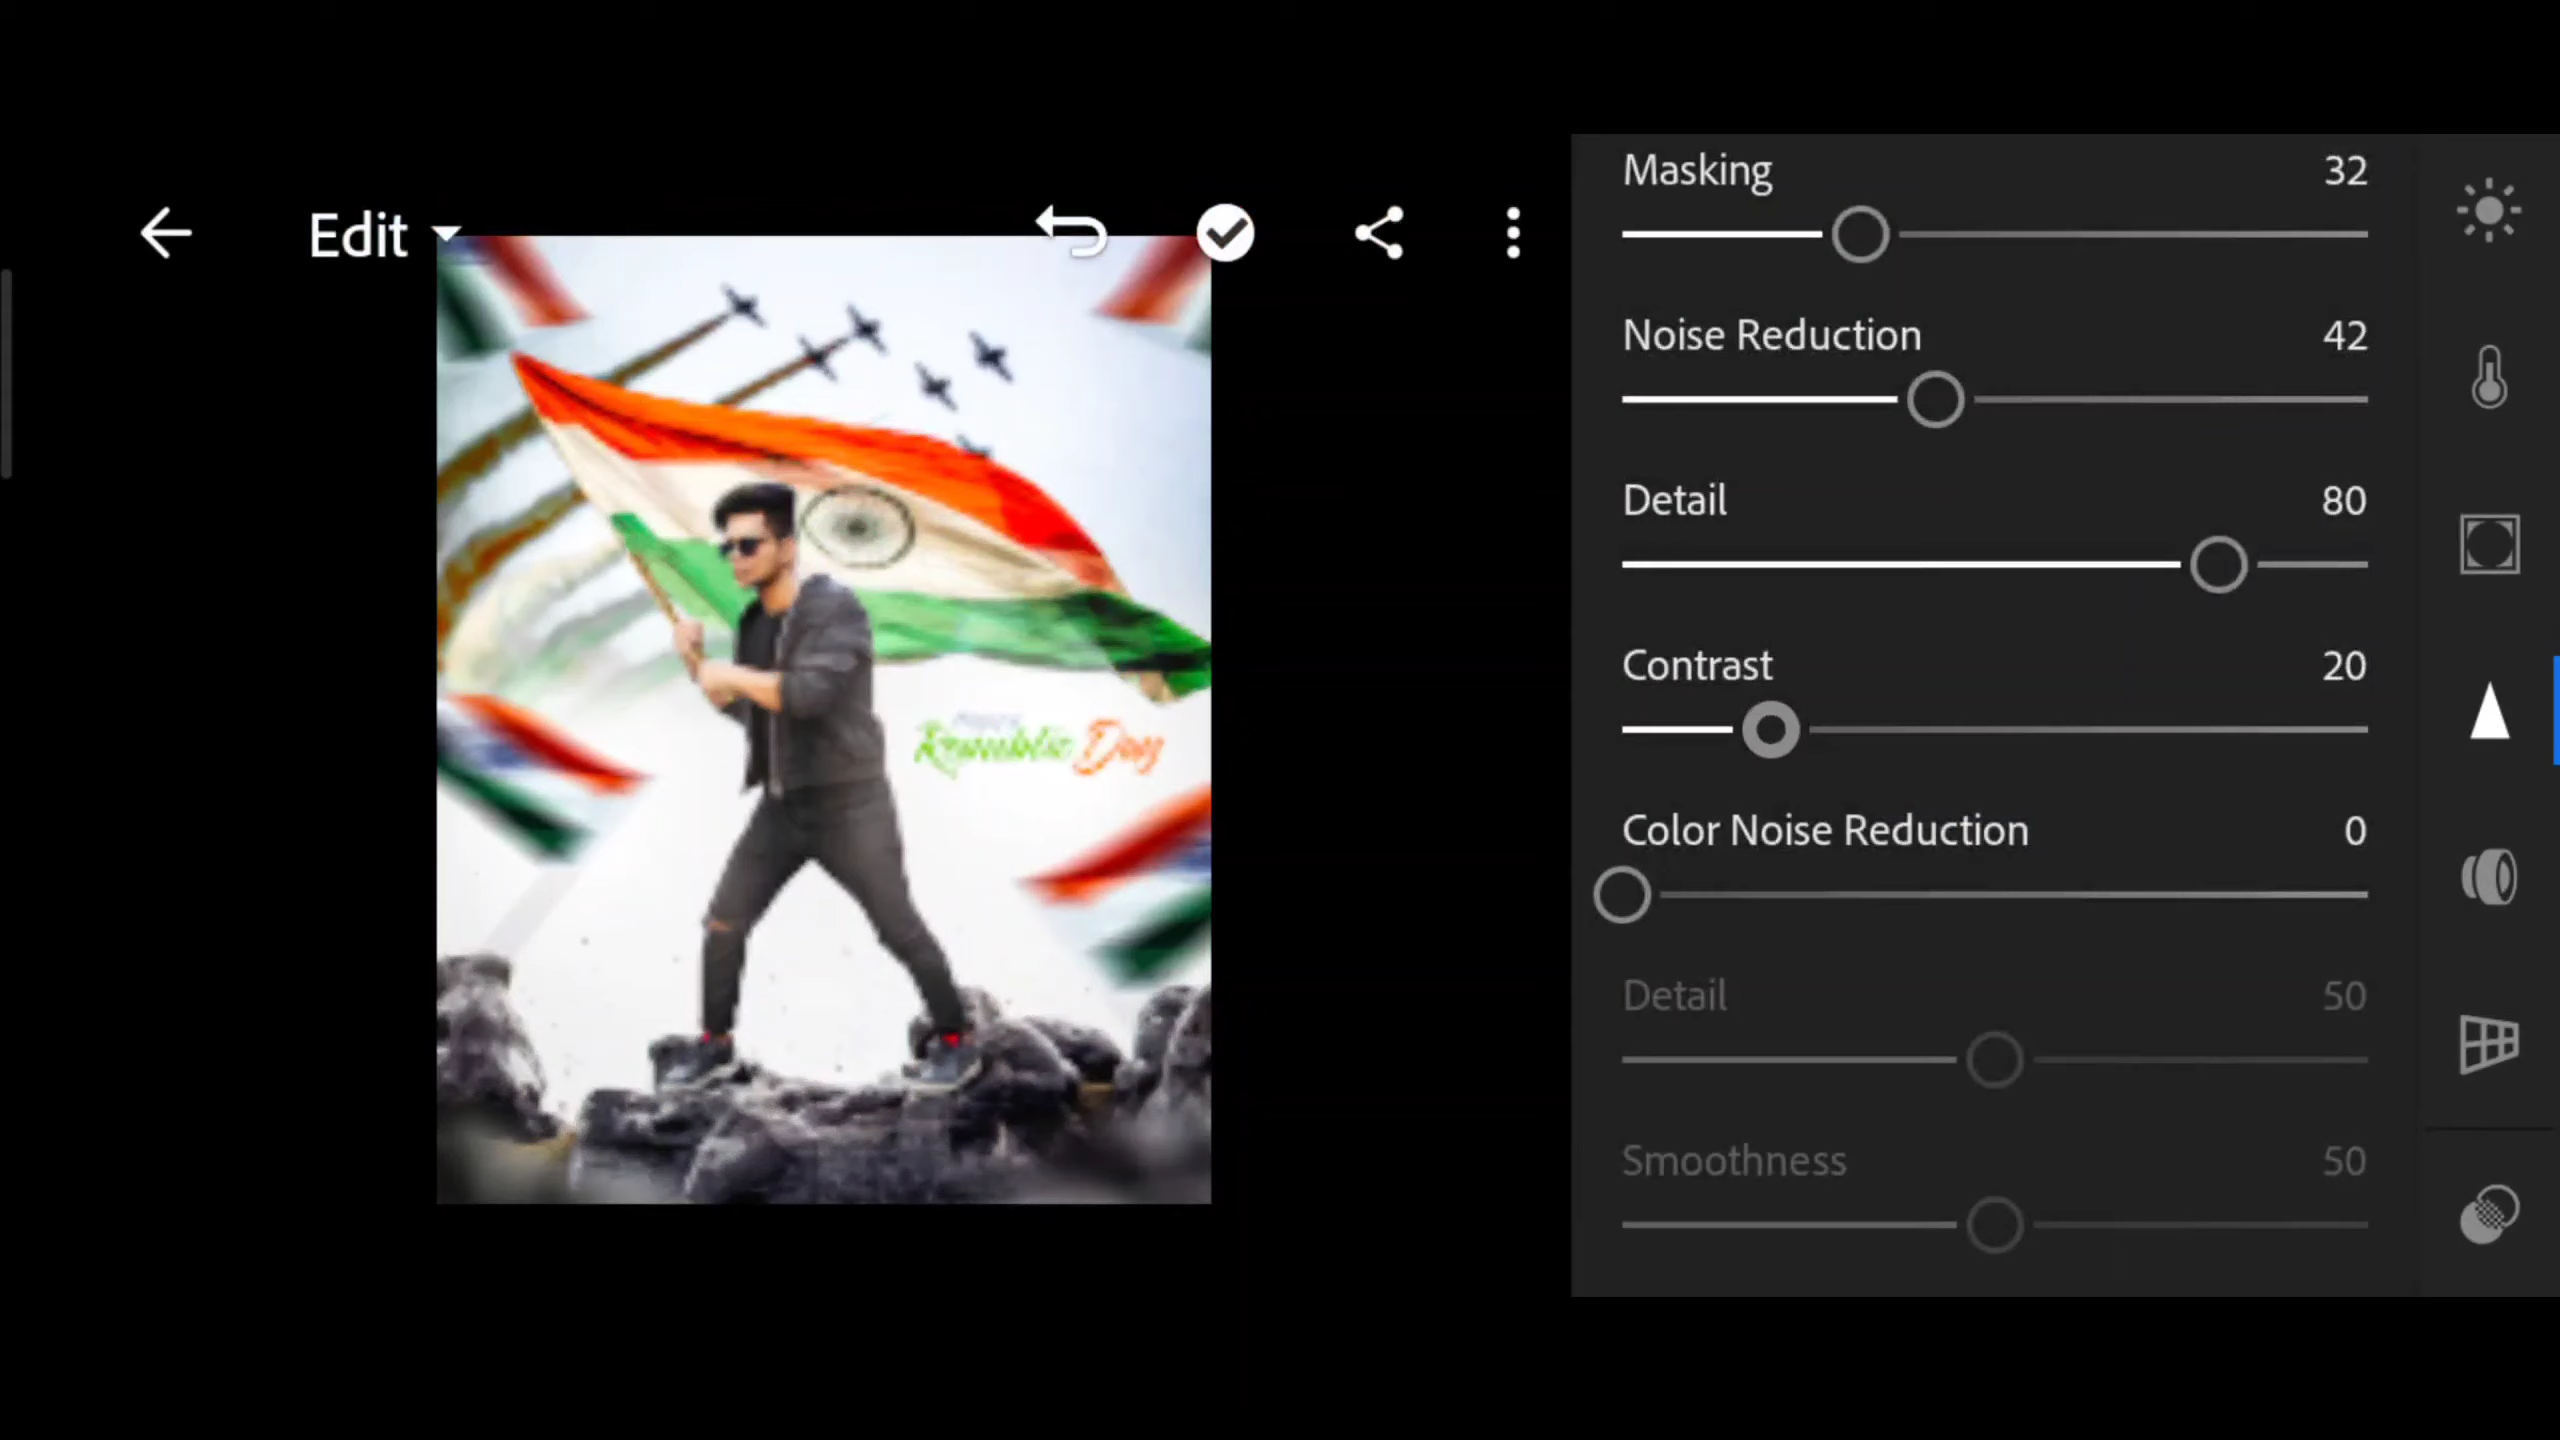 Edit
Masking 32
Noise Reduction 42
Detail 80
Contrast 20
Color Noise Reduction 0
Detail 50
Smoothness 50
Republic Day